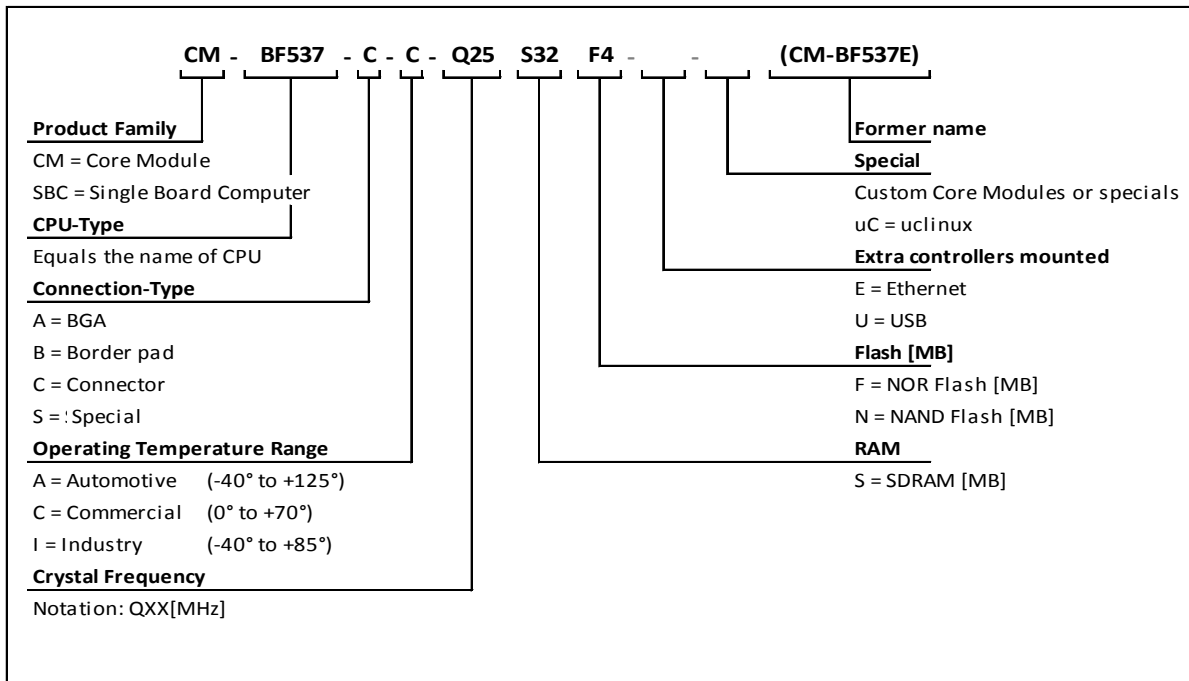 CM - BF537 - C - C - Q25 S32 F4 - - (CM-BF537E)
Product Family
CM = Core Module
SBC = Single Board Computer
CPU-Type
Equals the name of CPU
Connection-Type
A = BGA
B = Border pad
C = Connector
S = :Special
Operating Temperature Range
A = Automotive (-40° to +125°)
C = Commercial (0° to +70°)
I = Industry (-40° to +85°)
Crystal Frequency
Notation: QXX[MHz]
Former name
Special
Custom Core Modules or specials
uC = uclinux
Extra controllers mounted
E = Ethernet
U = USB
Flash [MB]
F = NOR Flash [MB]
N = NAND Flash [MB]
RAM
S = SDRAM [MB]